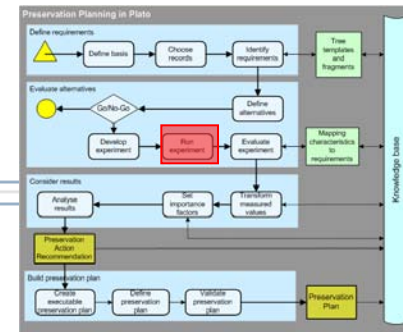 Preservation Planning in Plato
Define requirements
Define basis
Choose
records
Identify
requirements
Tree
templates
and
fragments
Evaluate alternatives
Go/No-Go
Define
alternatives
Develop
experiment
Run
experiment
Evaluate
experiment
Mapping
characteristics
to
requirements
Knowledge base
Consider results
Analyse
results
Set
importance
factors
Transform
measured
values
Preservation
Action
Recommendation
Build preservation plan
Create
executable
preservation plan
Define
preservation
plan
Validate
preservation
plan
Preservation
Plan